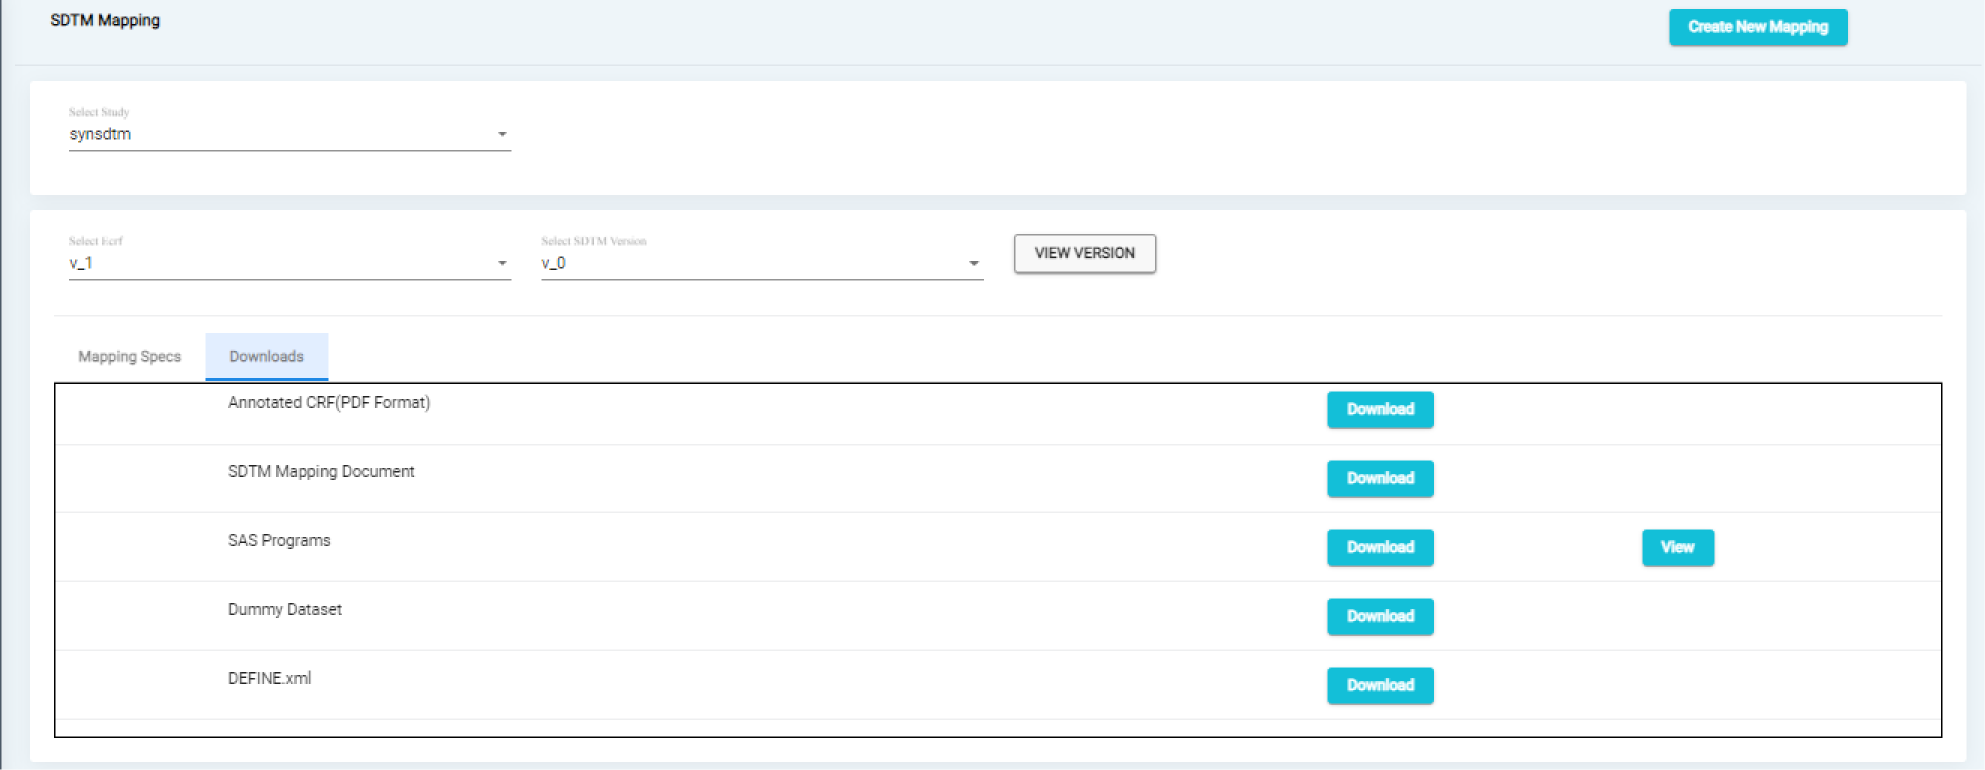 SDTM Mapping
Create New Mapping
Select Study
synsdtm
Select Ecrf
v_1
Select SDTM Version
v_0
VIEW VERSION
Mapping Specs
Downloads
Annotated CRF(PDF Format)
Download
SDTM Mapping Document
Download
SAS Programs
Download
View
Dummy Dataset
Download
DEFINE.xml
Download